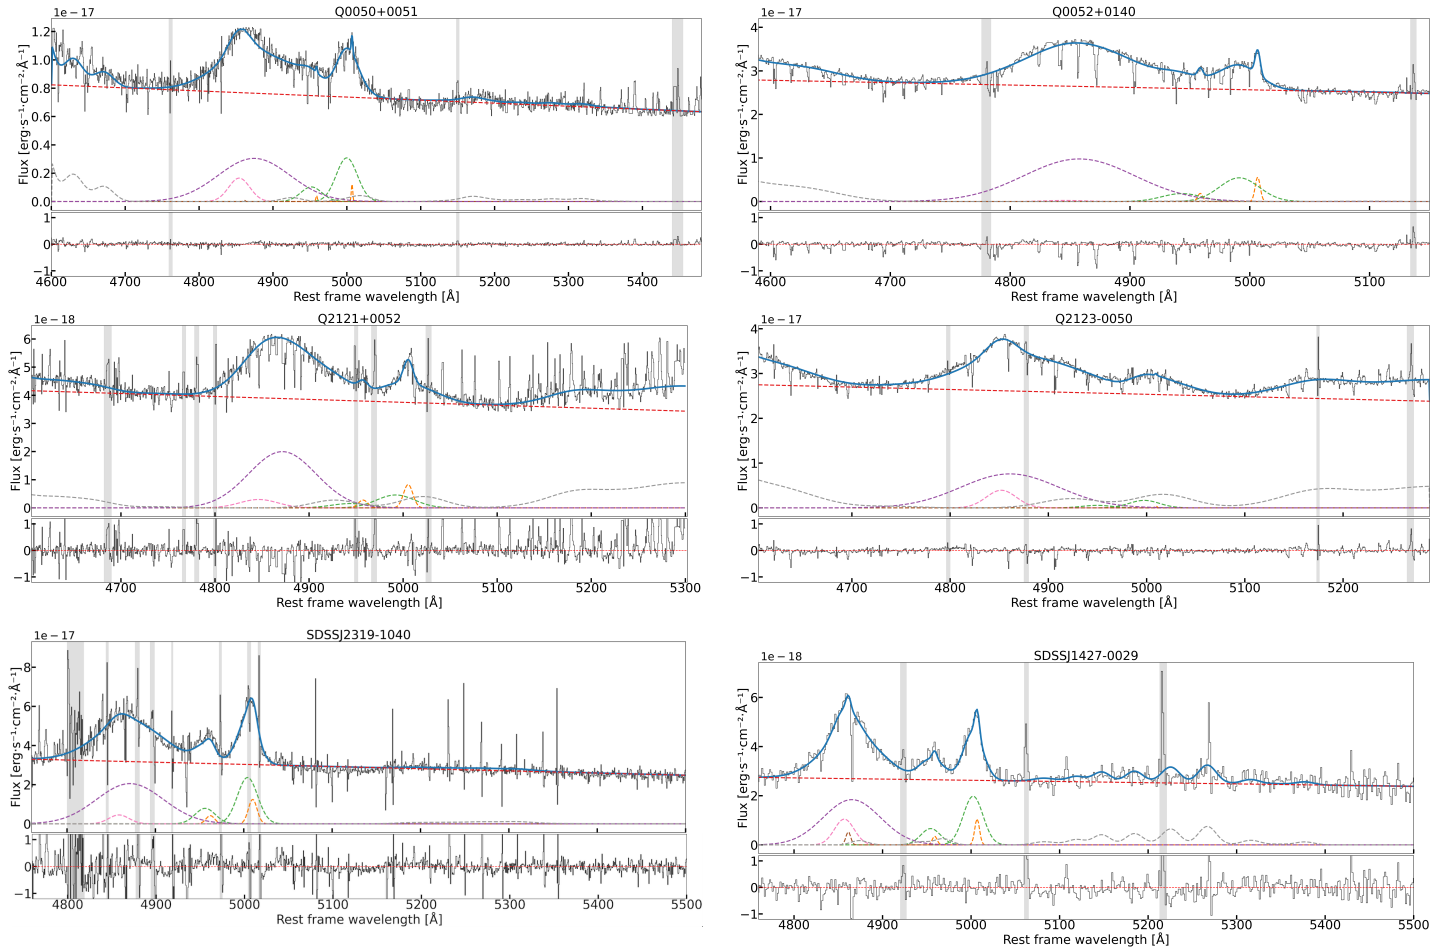 Q0050+0051
1e−17
Flux [erg·s⁻¹·cm⁻²·Å⁻¹]
1.2
1.0
0.8
0.6
0.4
0.2
0.0
1
0
−1
4600 4700 4800 4900 5000 5100 5200 5300 5400
Rest frame wavelength [Å]
Q0052+0140
1e−17
Flux [erg·s⁻¹·cm⁻²·Å⁻¹]
4
3
2
1
0
1
0
−1
4600 4700 4800 4900 5000 5100
Rest frame wavelength [Å]
Q2121+0052
1e−18
Flux [erg·s⁻¹·cm⁻²·Å⁻¹]
6
5
4
3
2
1
0
1
0
−1
4700 4800 4900 5000 5100 5200 5300
Rest frame wavelength [Å]
Q2123-0050
1e−17
Flux [erg·s⁻¹·cm⁻²·Å⁻¹]
4
3
2
1
0
1
0
−1
4700 4800 4900 5000 5100 5200
Rest frame wavelength [Å]
SDSSJ2319-1040
1e−17
Flux [erg·s⁻¹·cm⁻²·Å⁻¹]
8
6
4
2
0
1
0
−1
4800 4900 5000 5100 5200 5300 5400 5500
Rest frame wavelength [Å]
SDSSJ1427-0029
1e−18
Flux [erg·s⁻¹·cm⁻²·Å⁻¹]
6
4
2
0
1
0
−1
4800 4900 5000 5100 5200 5300 5400 5500
Rest frame wavelength [Å]